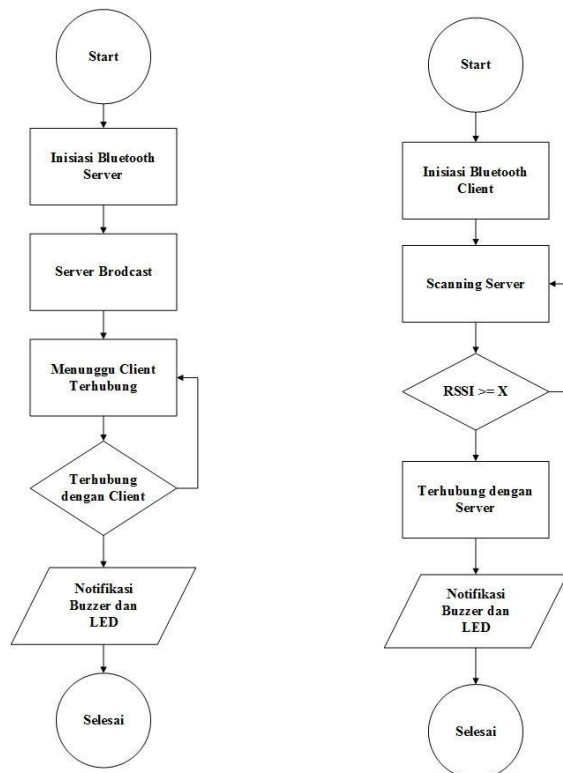 Start
Inisiasi Bluetooth
Server
Server Brodcast
Menunggu Client
Terhubung
Terhubung
dengan Client
Notifikasi
Buzzer dan
LED
Selesai
Start
Inisiasi Bluetooth
Client
Scanning Server
RSSI >= X
Terhubung dengan
Server
Notifikasi
Buzzer dan
LED
Selesai